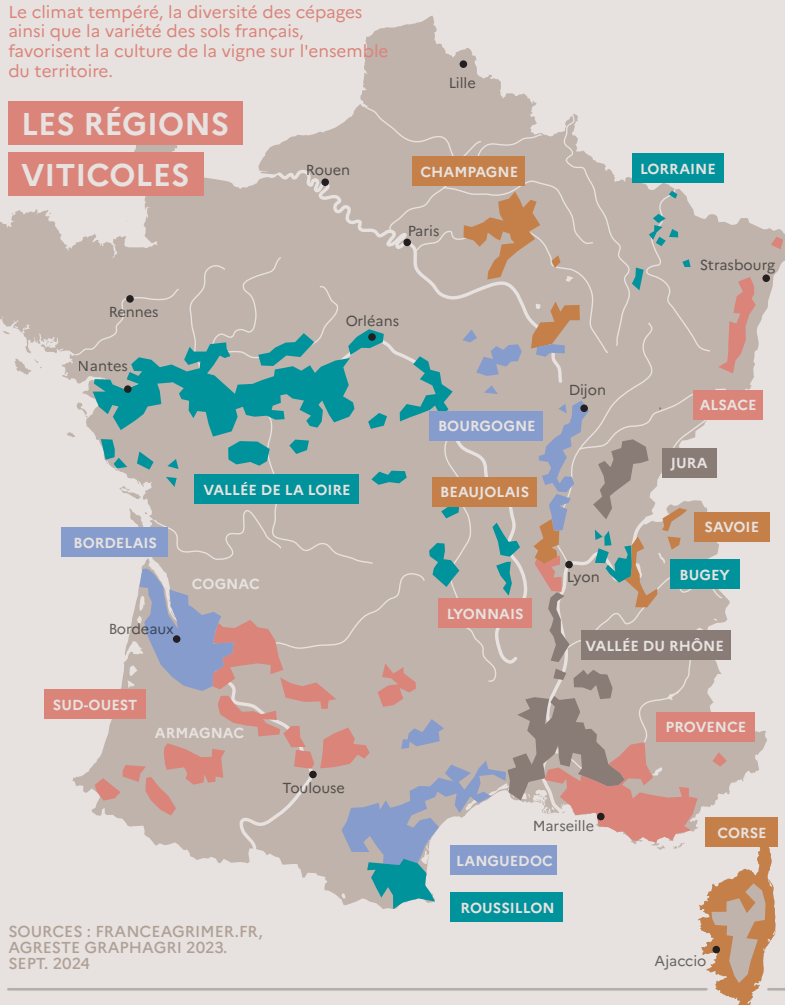 Le climat tempéré, la diversité des cépages
ainsi que la variété des sols français,
favorisent la culture de la vigne sur l'ensemble
du territoire.
LES RÉGIONS
VITICOLES
Lille
Rouen
CHAMPAGNE
LORRAINE
Paris
Strasbourg
Rennes
Orléans
Nantes
Dijon
ALSACE
BOURGOGNE
JURA
VALLÉE DE LA LOIRE
BEAUJOLAIS
SAVOIE
BORDELAIS
COGNAC
Lyon
BUGEY
LYONNAIS
Bordeaux
VALLÉE DU RHÔNE
SUD-OUEST
ARMAGNAC
PROVENCE
Toulouse
Marseille
CORSE
LANGUEDOC
ROUSSILLON
SOURCES : FRANCEAGRIMER.FR,
AGRESTE GRAPHAGRI 2023.
SEPT. 2024
Ajaccio